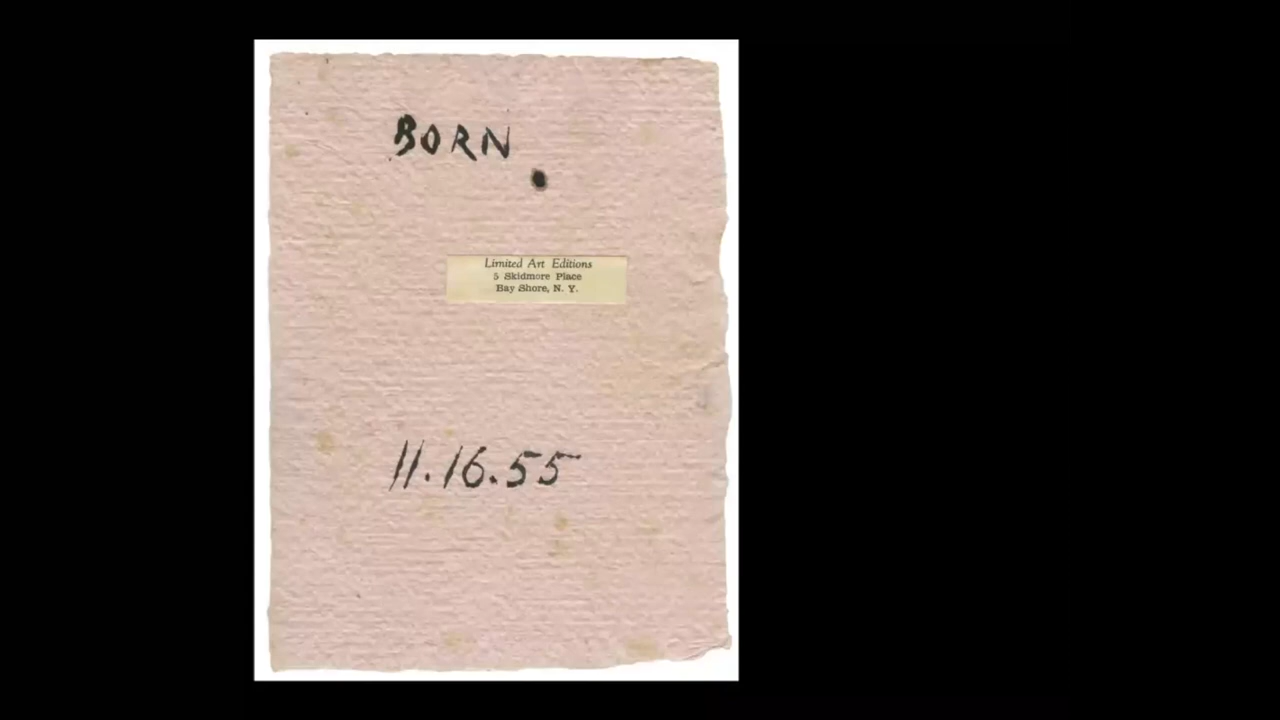 BORN
Limited Art Editions
5 Skidmore Place
Bay Shore, N. Y.
11.16.55